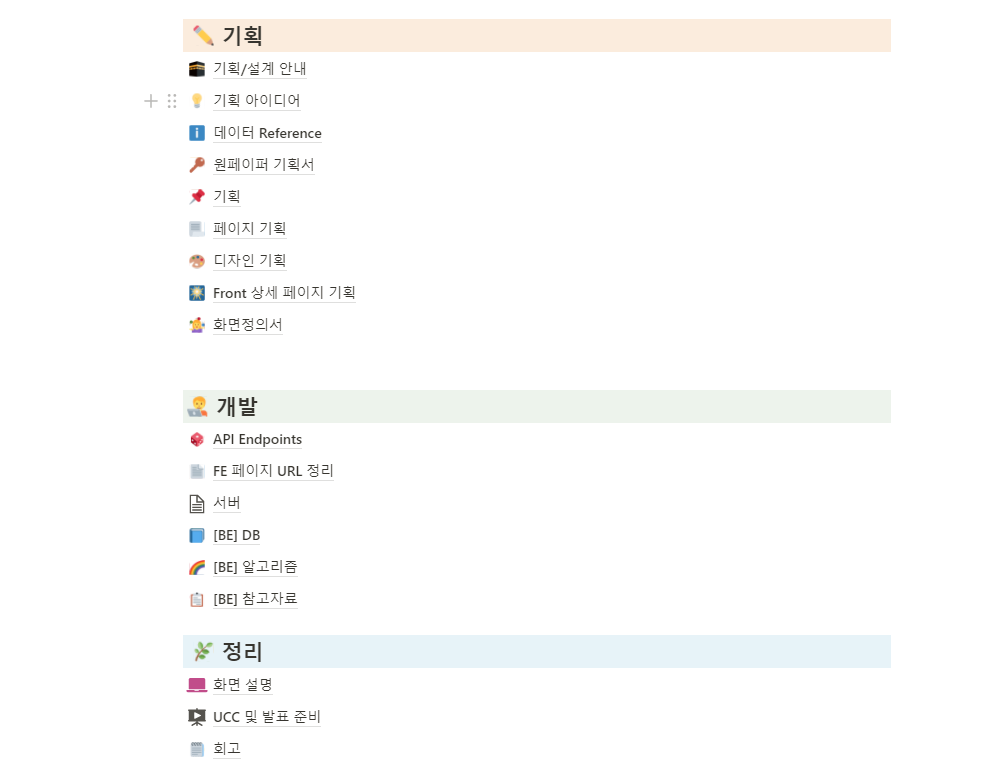 기획
기획/설계 안내
기획 아이디어
데이터 Reference
원페이퍼 기획서
기획
페이지 기획
디자인 기획
Front 상세 페이지 기획
화면정의서
개발
API Endpoints
FE 페이지 URL 정리
서버
[BE] DB
[BE] 알고리즘
[BE] 참고자료
정리
화면 설명
UCC 및 발표 준비
회고